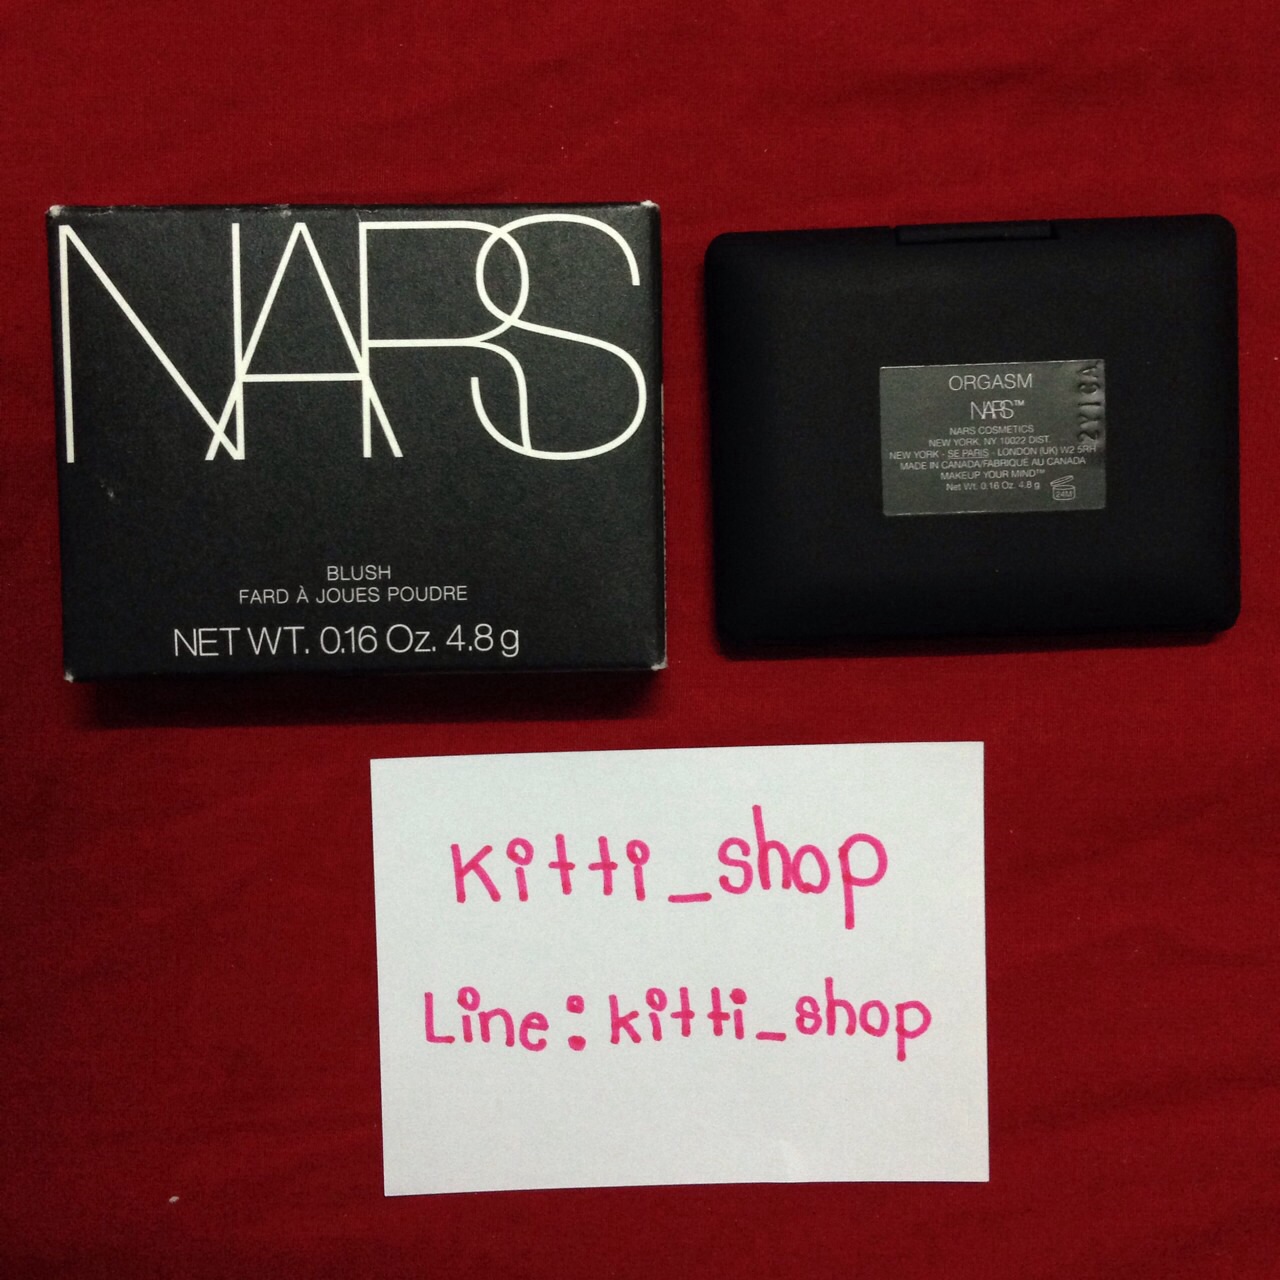 NARS
BLUSH
FARD À JOUES POUDRE
NET WT. 0.16 Oz. 4.8 g
ORGASM
NARS™
NARS COSMETICS
NEW YORK, NY 10022 DIST.
NEW YORK - SE PARIS - LONDON (UK) W2 5RH
MADE IN CANADA/FABRIQUÉ AU CANADA
MAKEUP YOUR MIND™
Net Wt. 0.16 Oz. 4.8 g
24M
kitti_shop
Line: kitti_shop